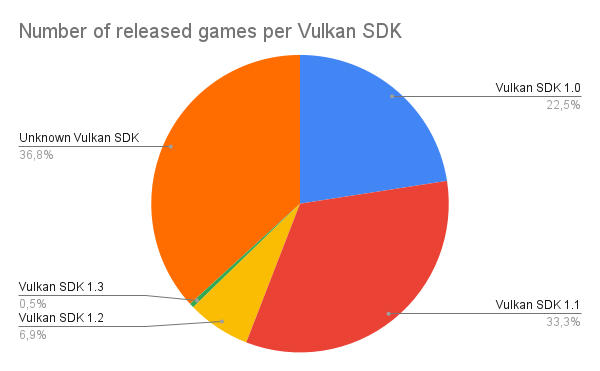 Number of released games per Vulkan SDK
Vulkan SDK 1.0
22,5%
Unknown Vulkan SDK
36,8%
Vulkan SDK 1.3
0,5%
Vulkan SDK 1.2
6,9%
Vulkan SDK 1.1
33,3%